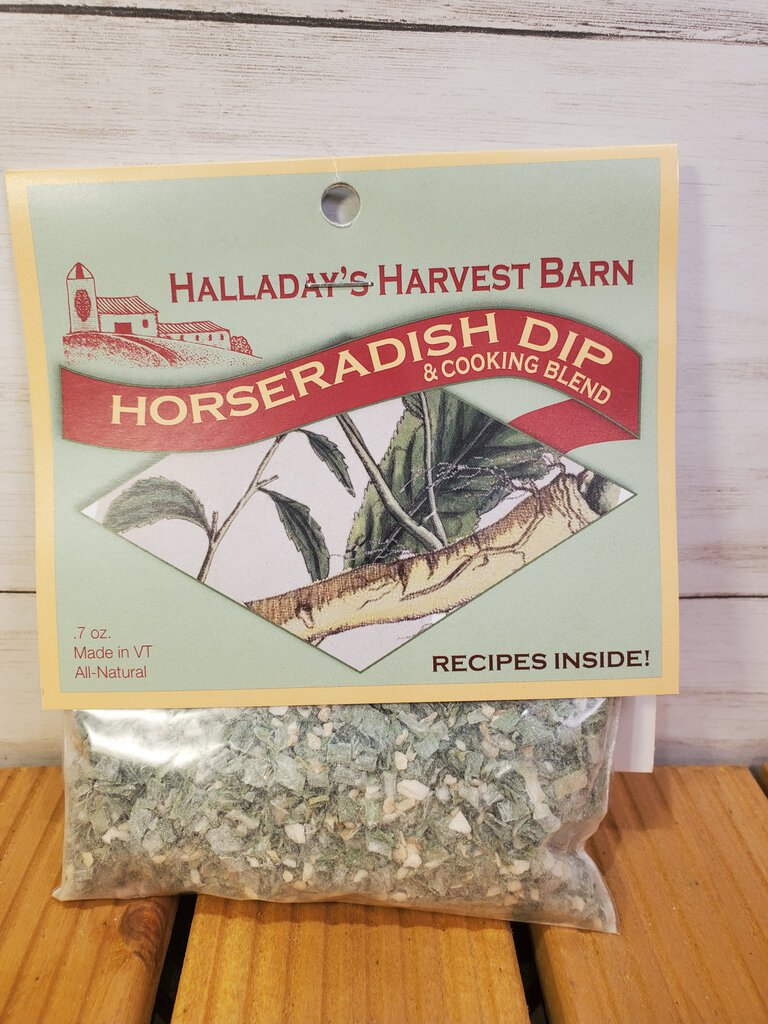 HALLADAY'S HARVEST BARN
HORSERADISH DIP
& COOKING BLEND
.7 oz.
Made in VT
All-Natural
RECIPES INSIDE!